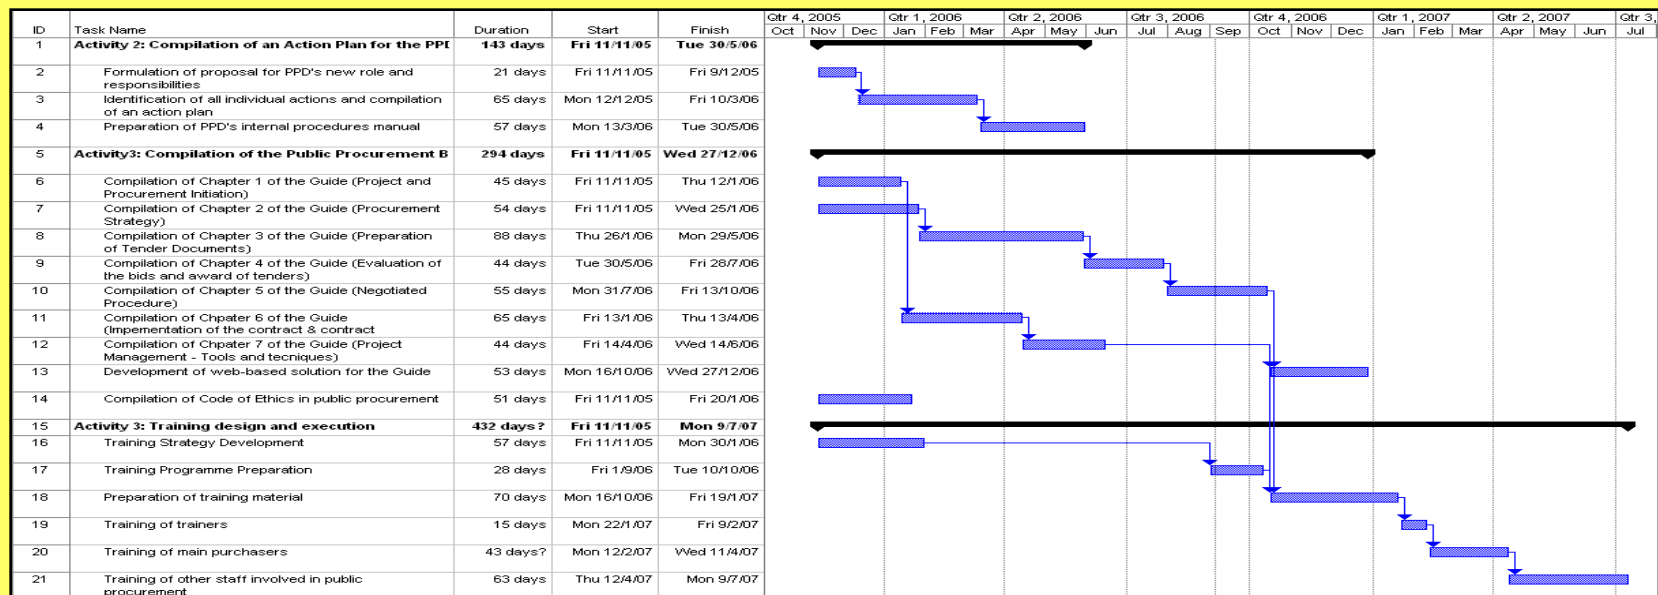 Qtr 4, 2005 Qtr 1, 2006 Qtr 2, 2006 Qtr 3, 2006 Qtr 4, 2006 Qtr 1, 2007 Qtr 2, 2007 Qtr 3,
ID Task Name Duration Start Finish Oct Nov Dec Jan Feb Mar Apr May Jun Jul Aug Sep Oct Nov Dec Jan Feb Mar Apr May Jun Jul
1 Activity 2: Compilation of an Action Plan for the PPD 143 days Fri 11/11/05 Tue 30/5/06
2 Formulation of proposal for PPD's new role and 21 days Fri 11/11/05 Fri 9/12/05
responsibilities
3 Identification of all individual actions and compilation 65 days Mon 12/12/05 Fri 10/3/06
of an action plan
4 Preparation of PPD's internal procedures manual 57 days Mon 13/3/06 Tue 30/5/06
5 Activity3: Compilation of the Public Procurement B 294 days Fri 11/11/05 Wed 27/12/06
6 Compilation of Chapter 1 of the Guide (Project and 45 days Fri 11/11/05 Thu 12/1/06
Procurement Initiation)
7 Compilation of Chapter 2 of the Guide (Procurement 54 days Fri 11/11/05 Wed 25/1/06
Strategy)
8 Compilation of Chapter 3 of the Guide (Preparation 88 days Thu 26/1/06 Mon 29/5/06
of Tender Documents)
9 Compilation of Chapter 4 of the Guide (Evaluation of 44 days Tue 30/5/06 Fri 28/7/06
the bids and award of tenders)
10 Compilation of Chapter 5 of the Guide (Negotiated 55 days Mon 31/7/06 Fri 13/10/06
Procedure)
11 Compilation of Chpater 6 of the Guide 65 days Fri 13/1/06 Thu 13/4/06
(Impementation of the contract & contract
12 Compilation of Chpater 7 of the Guide (Project 44 days Fri 14/4/06 Wed 14/6/06
Management - Tools and tecniques)
13 Development of web-based solution for the Guide 53 days Mon 16/10/06 Wed 27/12/06
14 Compilation of Code of Ethics in public procurement 51 days Fri 11/11/05 Fri 20/1/06
15 Activity 3: Training design and execution 432 days? Fri 11/11/05 Mon 9/7/07
16 Training Strategy Development 57 days Fri 11/11/05 Mon 30/1/06
17 Training Programme Preparation 28 days Fri 1/9/06 Tue 10/10/06
18 Preparation of training material 70 days Mon 16/10/06 Fri 19/1/07
19 Training of trainers 15 days Mon 22/1/07 Fri 9/2/07
20 Training of main purchasers 43 days? Mon 12/2/07 Wed 11/4/07
21 Training of other staff involved in public 63 days Thu 12/4/07 Mon 9/7/07
procurement